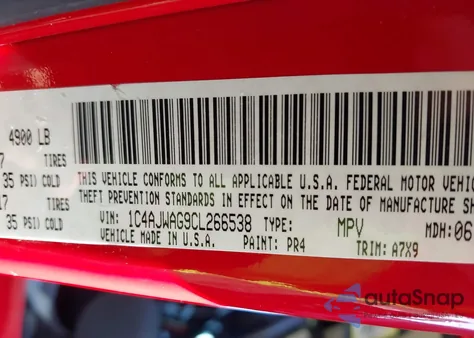 4900 LB
7 TIRES
35 PSI) COLD
17 TIRES
35 PSI) COLD
THIS VEHICLE CONFORMS TO ALL APPLICABLE U.S.A. FEDERAL MOTOR VEHIC
THEFT PREVENTION STANDARDS IN EFFECT ON THE DATE OF MANUFACTURE SH
VIN: 1C4AJWAG9CL266538 TYPE: MPV MDH: 06
VEHICLE MADE IN U.S.A. PAINT: PR4 TRIM: A7X9
autoSnap